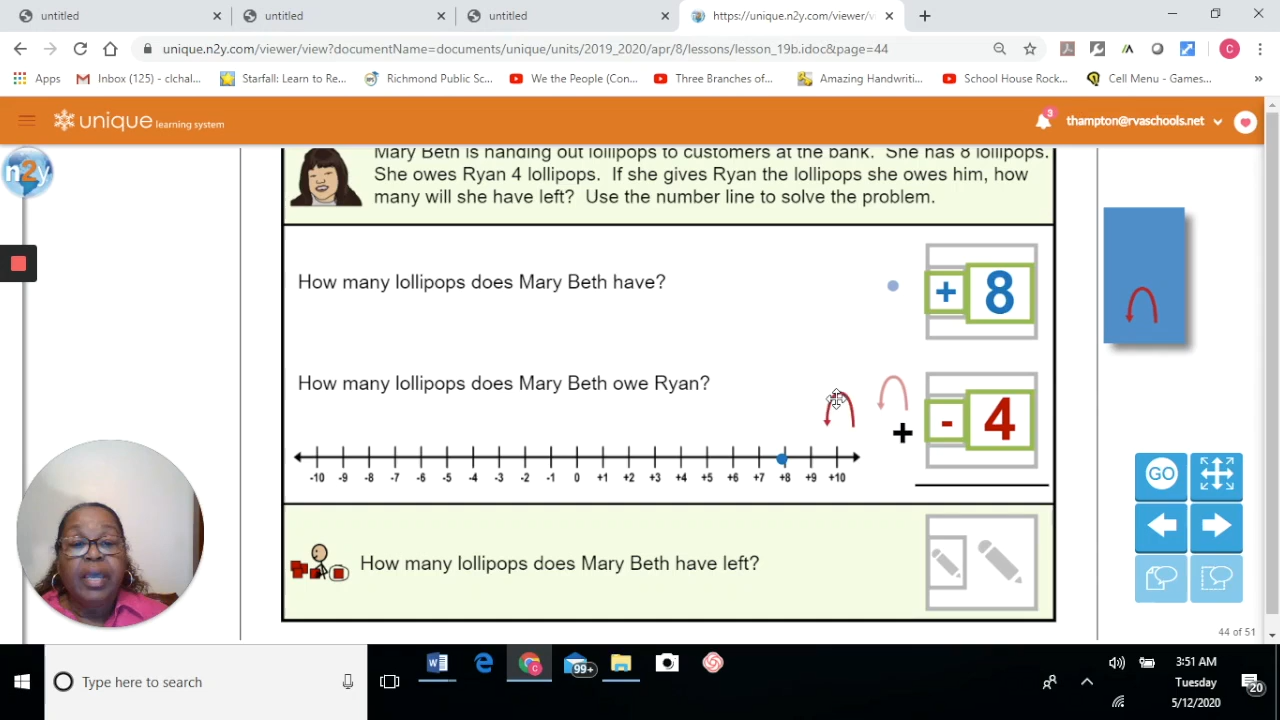 untitled
untitled
untitled
https://unique.n2y.com/viewer/v
unique.n2y.com/viewer/view?documentName=documents/unique/units/2019_2020/apr/8/lessons/lesson_19b.idoc&page=44
Apps
Inbox (125) - clchal...
Starfall: Learn to Re...
Richmond Public Sc...
We the People (Con...
Three Branches of...
Amazing Handwriti...
School House Rock...
Cell Menu - Games...
»
unique learning system
3
thampton@rvaschools.net
n2y
Mary Beth is handing out lollipops to customers at the bank. She has 8 lollipops.
She owes Ryan 4 lollipops. If she gives Ryan the lollipops she owes him, how
many will she have left? Use the number line to solve the problem.
How many lollipops does Mary Beth have?
+ 8
How many lollipops does Mary Beth owe Ryan?
+ - 4
-10 -9 -8 -7 -6 -5 -4 -3 -2 -1 0 +1 +2 +3 +4 +5 +6 +7 +8 +9 +10
How many lollipops does Mary Beth have left?
GO
44 of 51
Type here to search
99+
3:51 AM
Tuesday
5/12/2020
20